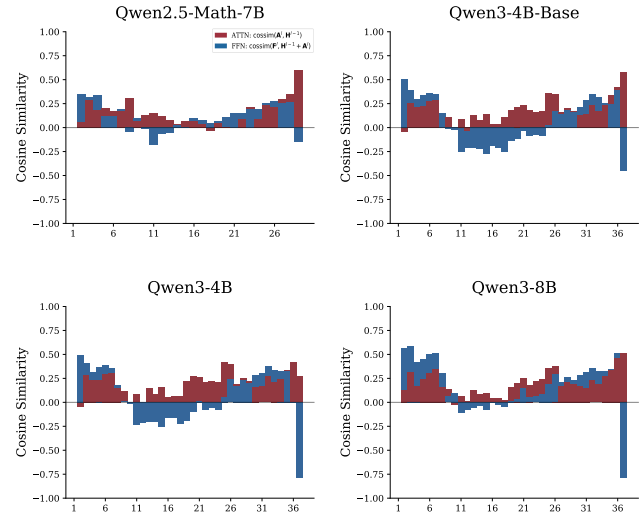 Qwen2.5-Math-7B
Qwen3-4B-Base
ATTN: cossim(Aˡ, Hˡ⁻¹)
FFN: cossim(Fˡ, Hˡ⁻¹ + Aˡ)
Cosine Similarity
1.00
0.75
0.50
0.25
0.00
−0.25
−0.50
−0.75
−1.00
1 6 11 16 21 26
Cosine Similarity
1.00
0.75
0.50
0.25
0.00
−0.25
−0.50
−0.75
−1.00
1 6 11 16 21 26 31 36
Qwen3-4B
Qwen3-8B
Cosine Similarity
1.00
0.75
0.50
0.25
0.00
−0.25
−0.50
−0.75
−1.00
1 6 11 16 21 26 31 36
Cosine Similarity
1.00
0.75
0.50
0.25
0.00
−0.25
−0.50
−0.75
−1.00
1 6 11 16 21 26 31 36